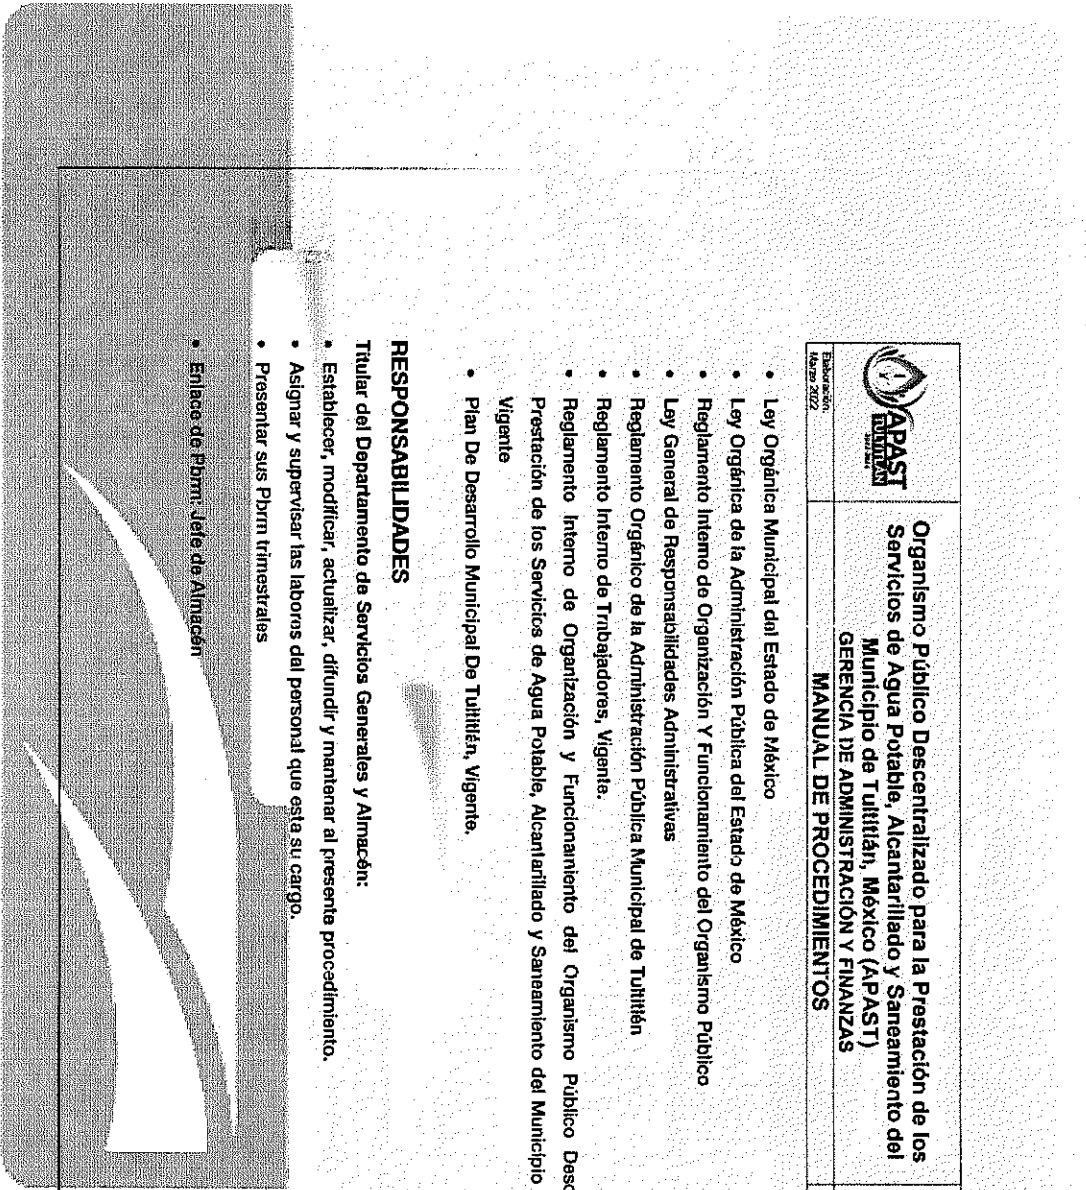 APAST
TULTITLÁN
Elaboración:
Marzo 2022
Organismo Público Descentralizado para la Prestación de los
Servicios de Agua Potable, Alcantarillado y Saneamiento del
Municipio de Tultitlán, México (APAST)
GERENCIA DE ADMINISTRACIÓN Y FINANZAS
MANUAL DE PROCEDIMIENTOS
• Ley Orgánica Municipal del Estado de México
• Ley Orgánica de la Administración Pública del Estado de México
• Reglamento Interno de Organización Y Funcionamiento del Organismo Público
• Ley General de Responsabilidades Administrativas
• Reglamento Orgánico de la Administración Pública Municipal de Tultitlán
• Reglamento Interno de Trabajadores, Vigente.
• Reglamento Interno de Organización y Funcionamiento del Organismo Público Desc
Prestación de los Servicios de Agua Potable, Alcantarillado y Saneamiento del Municipio
Vigente
• Plan De Desarrollo Municipal De Tultitlán, Vigente,
RESPONSABILIDADES
Titular del Departamento de Servicios Generales y Almacén:
• Establecer, modificar, actualizar, difundir y mantener al presente procedimiento.
• Asignar y supervisar las labores del personal que esta su cargo.
• Presentar sus Pbrm trimestrales
• Enlace de Pbrm: Jefe de Almacén